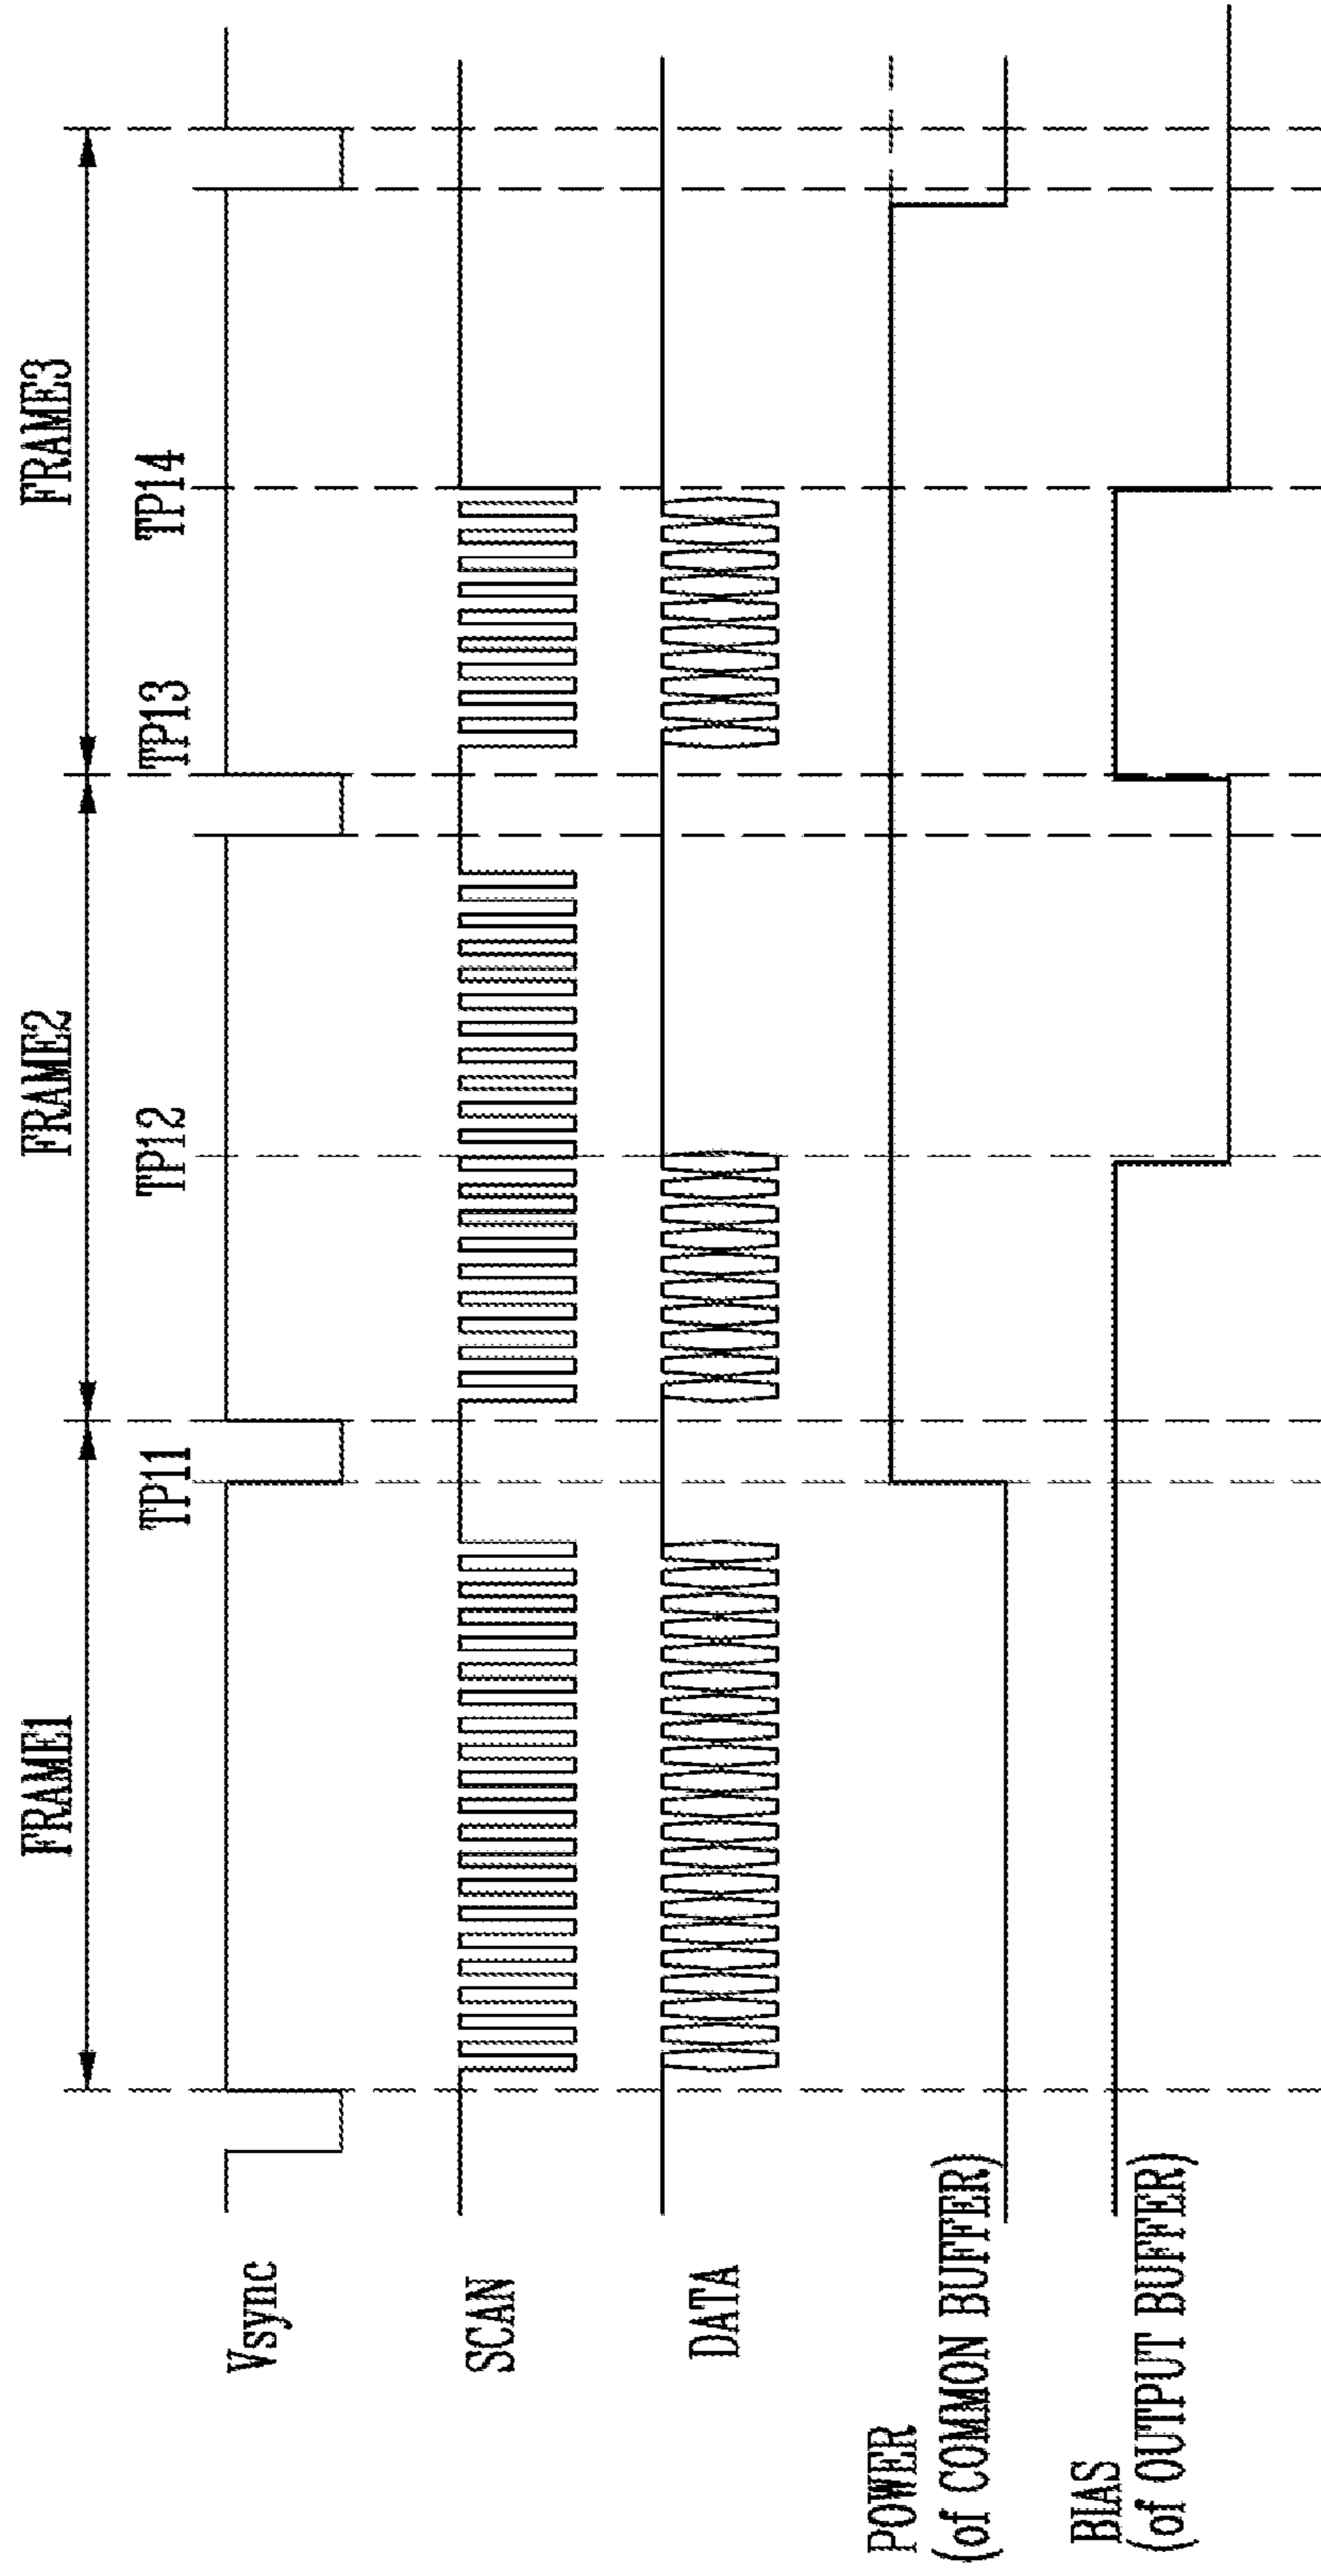 FRAME1
FRAME2
FRAME3
TP11
TP12
TP13
TP14
Vsync
SCAN
DATA
POWER
(of COMMON BUFFER)
BIAS
(of OUTPUT BUFFER)